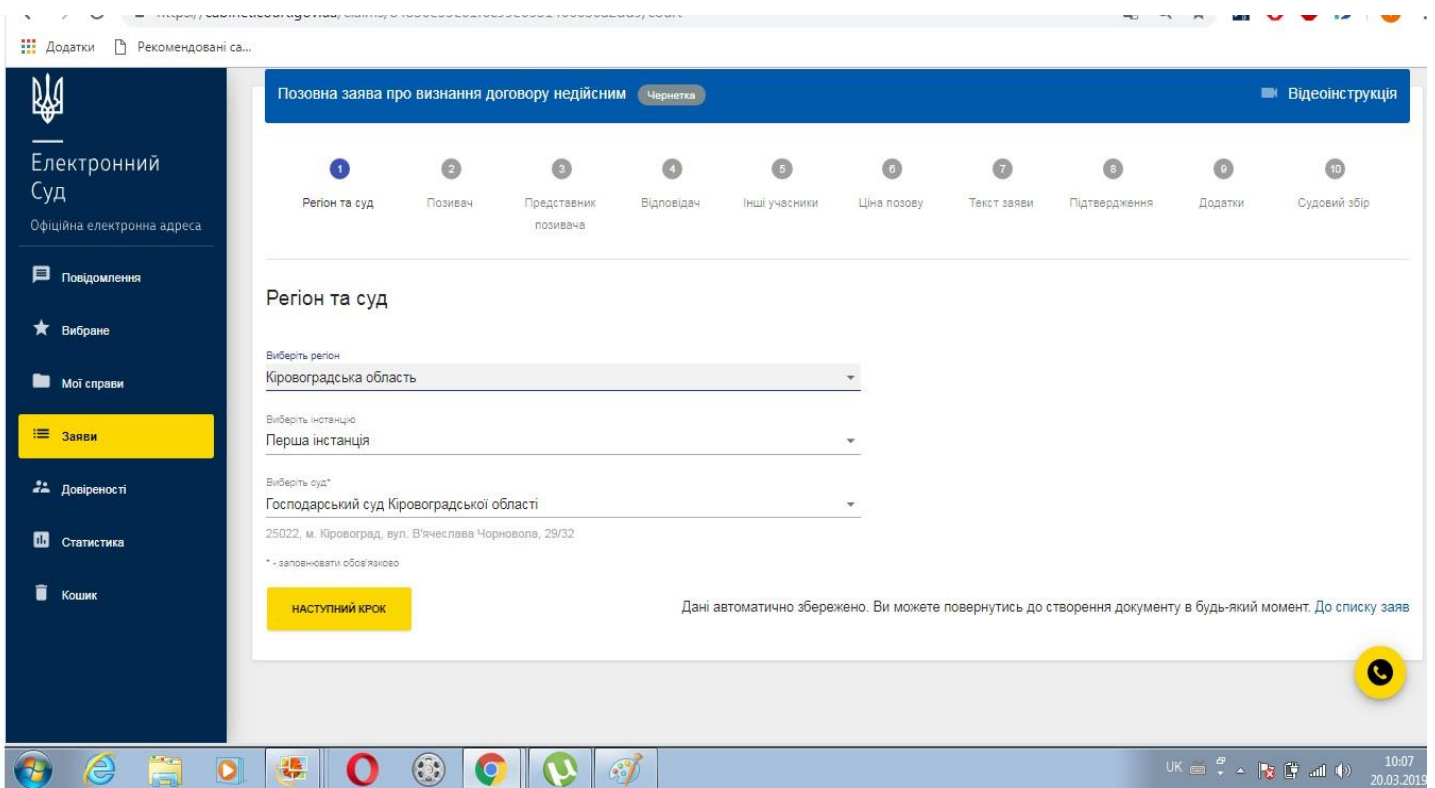 Додатки Рекомендовані са...
Позовна заява про визнання договору недійсним Чернетка Відеоінструкція
Електронний
Суд
Офіційна електронна адреса
Повідомлення
Вибране
Мої справи
Заяви
Довіреності
Статистика
Кошик
1 2 3 4 5 6 7 8 9 10
Регіон та суд Позивач Представник позивача Відповідач Інші учасники Ціна позову Текст заяви Підтвердження Додатки Судовий збір
Регіон та суд
Виберіть регіон
Кіровоградська область
Виберіть інстанцію
Перша інстанція
Виберіть суд*
Господарський суд Кіровоградської області
25022, м. Кіровоград, вул. В'ячеслава Чорновола, 29/32
* - заповнювати обов'язково
НАСТУПНИЙ КРОК Дані автоматично збережено. Ви можете повернутись до створення документу в будь-який момент. До списку заяв
UK 10:07
20.03.2019